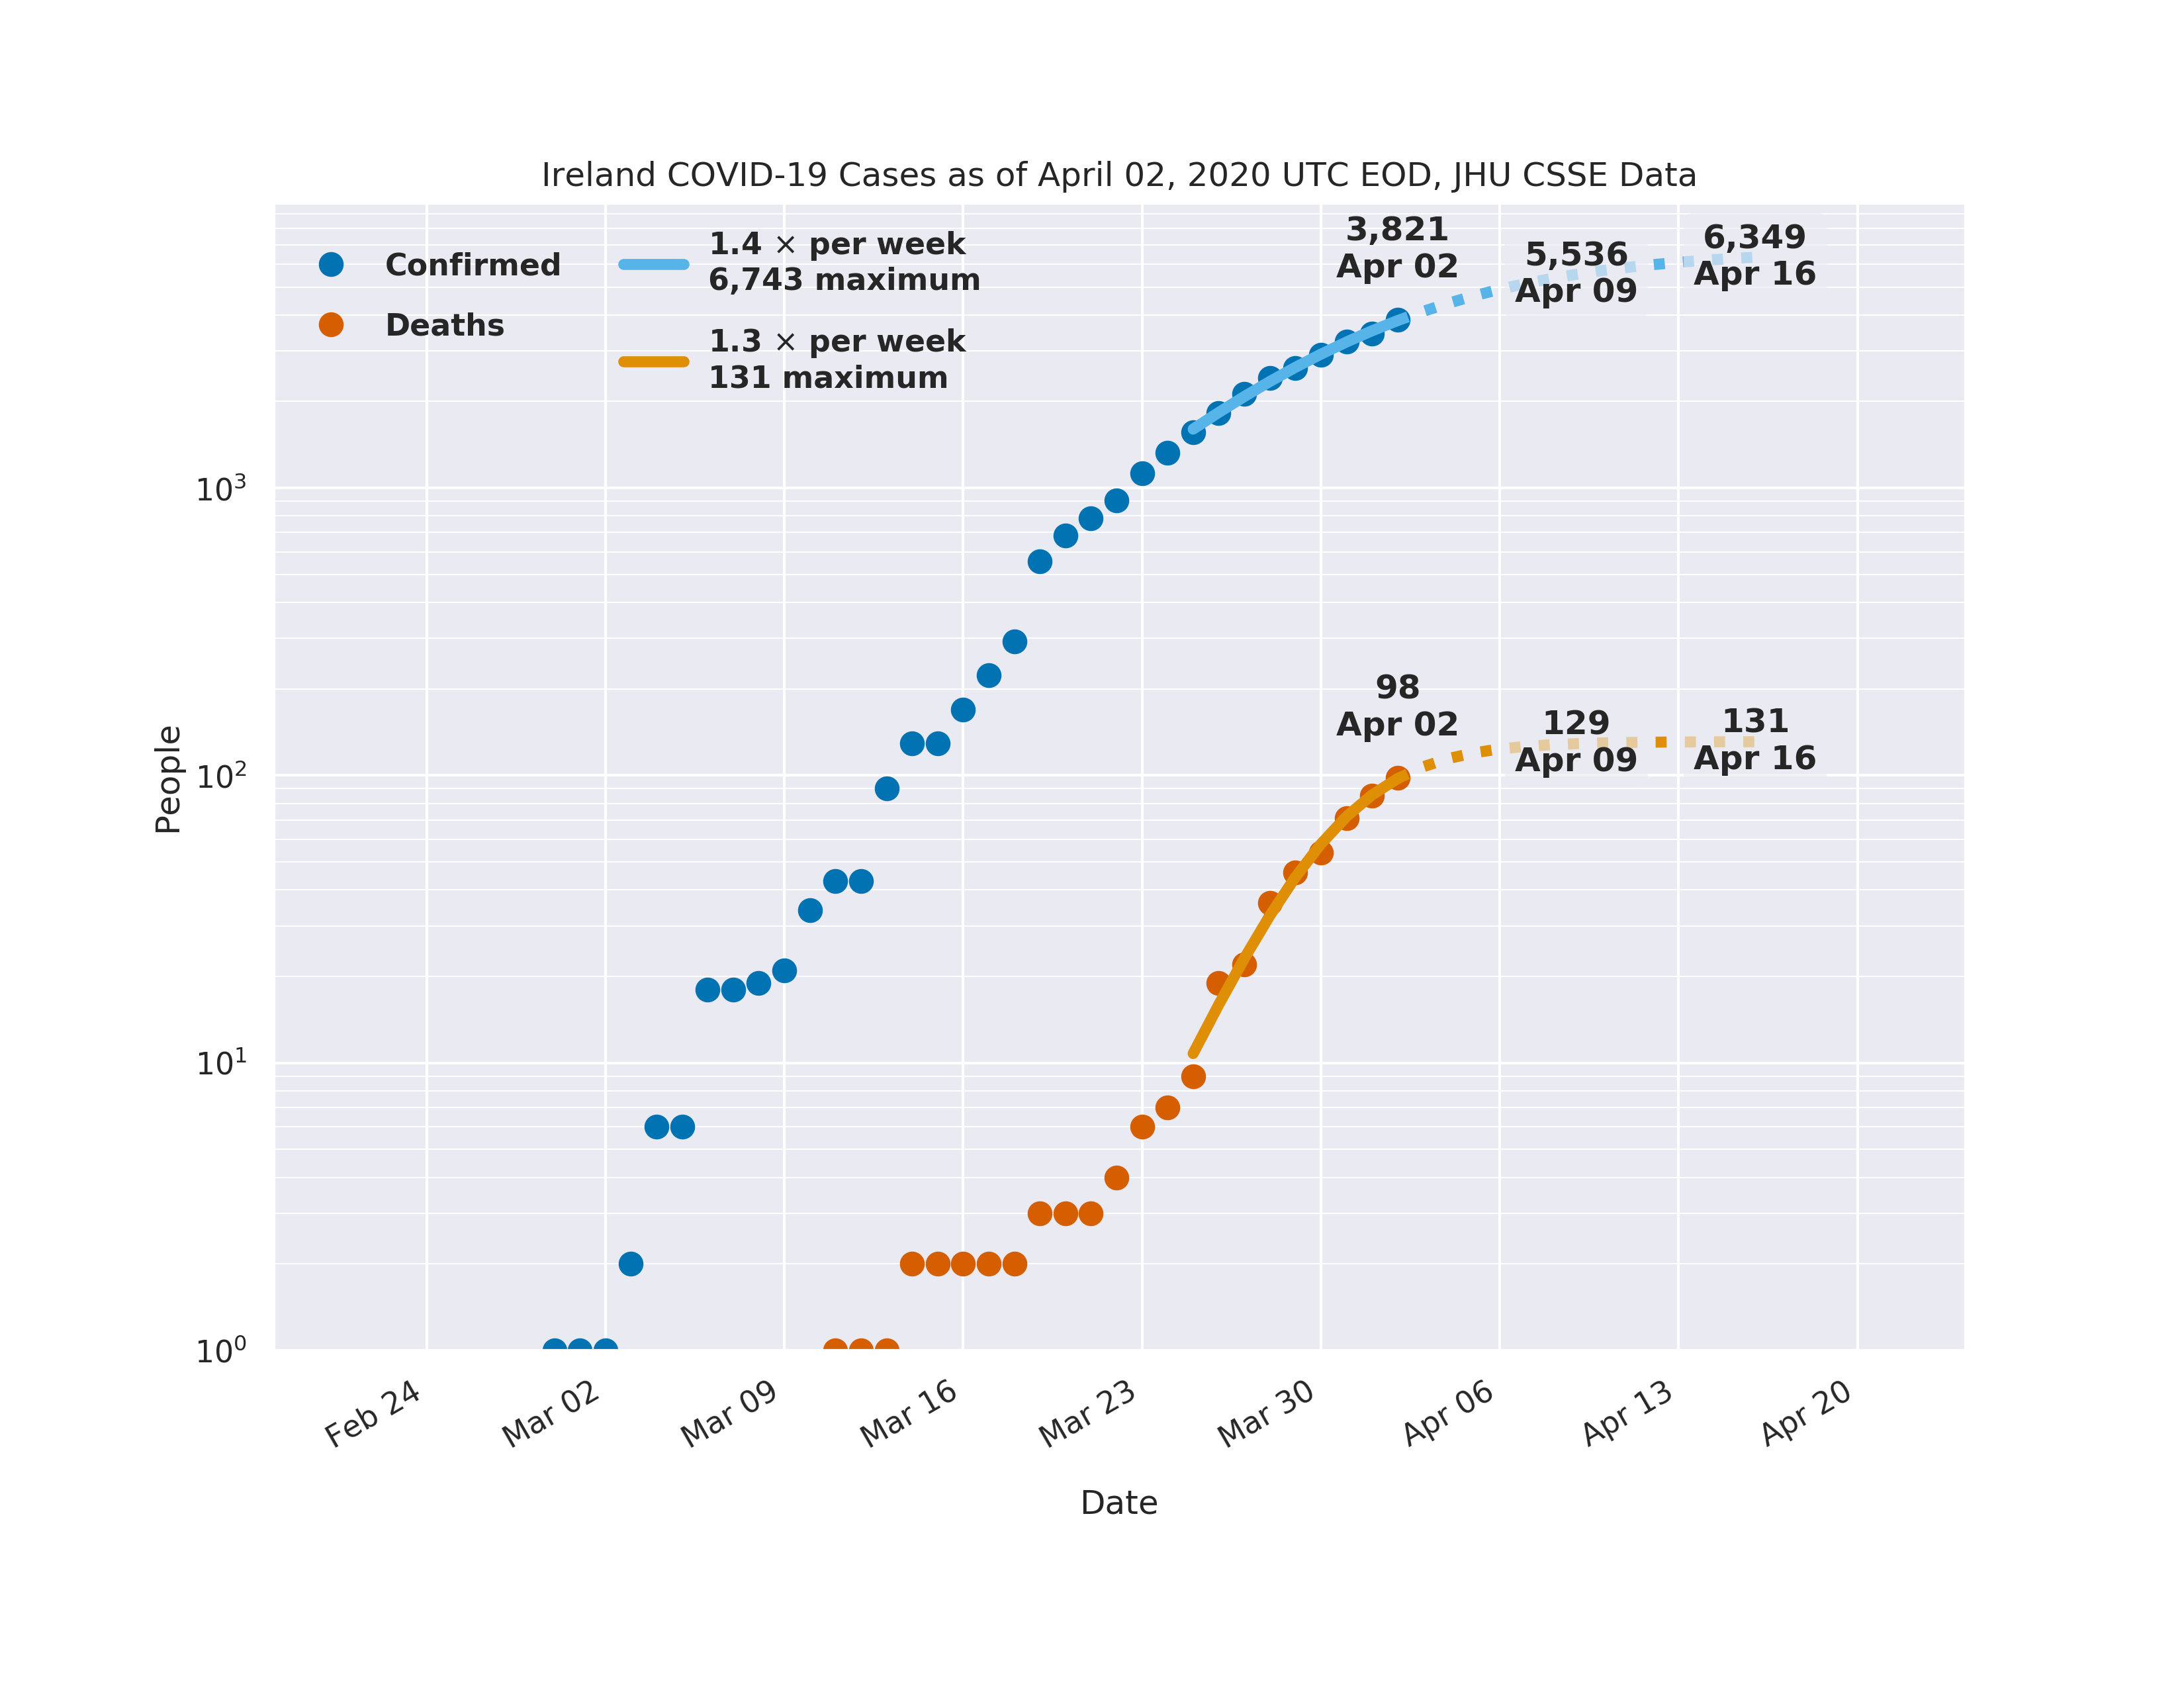 Ireland COVID-19 Cases as of April 02, 2020 UTC EOD, JHU CSSE Data
Confirmed
Deaths
1.4 × per week
6,743 maximum
1.3 × per week
131 maximum
3,821
Apr 02
5,536
Apr 09
6,349
Apr 16
98
Apr 02
129
Apr 09
131
Apr 16
People
10³
10²
10¹
10⁰
Feb 24
Mar 02
Mar 09
Mar 16
Mar 23
Mar 30
Apr 06
Apr 13
Apr 20
Date